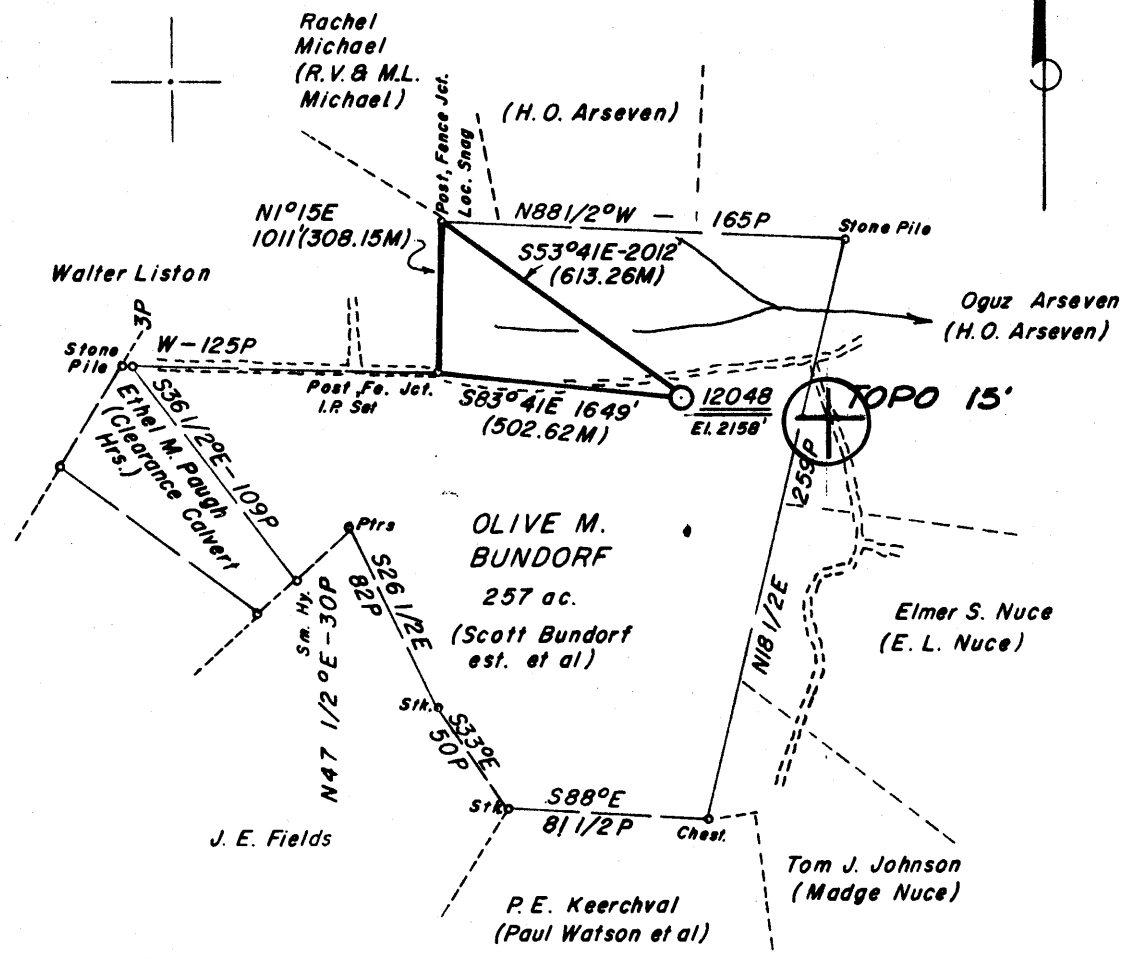 Rachel
Michael
(R.V. & M.L.
Michael)
Post, Fence Jct.
Loc. Snag
(H. O. Arseven)
N1°15E
1011'(308.15M)
N88 1/2°W — 165P
Stone Pile
S53°41E-2012'
(613.26M)
Walter Liston
3P
Oguz Arseven
(H. O. Arseven)
Stone
Pile
W-125P
Post, Fe. Jct.
I.P. Set
S83°41E 1649'
(502.62M)
12048
El. 2158'
TOPO 15'
S36 1/2°E-109P
Ethel M. Paugh
(Clearance Calvert
Hrs.)
259P
N18 1/2E
Ptrs
S26 1/2E
82P
OLIVE M.
BUNDORF
257 ac.
(Scott Bundorf
est. et al)
Elmer S. Nuce
(E. L. Nuce)
Sm. Hy.
N47 1/2°E-30P
Stk.
S33°E
50P
Stk.
S88°E
81 1/2 P
Chest.
J. E. Fields
Tom J. Johnson
(Madge Nuce)
P. E. Keerchval
(Paul Watson et al)